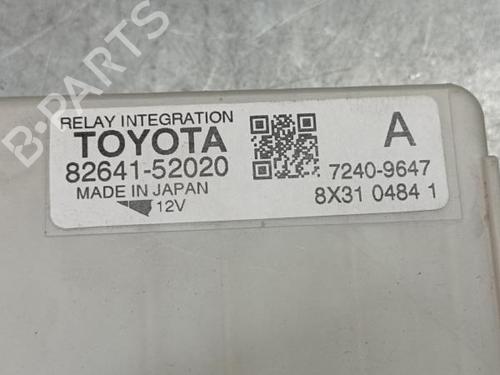 B-PARTS
RELAY INTEGRATION
TOYOTA
82641-52020
MADE IN JAPAN
12V
A
7240-9647
8X31 0484 1